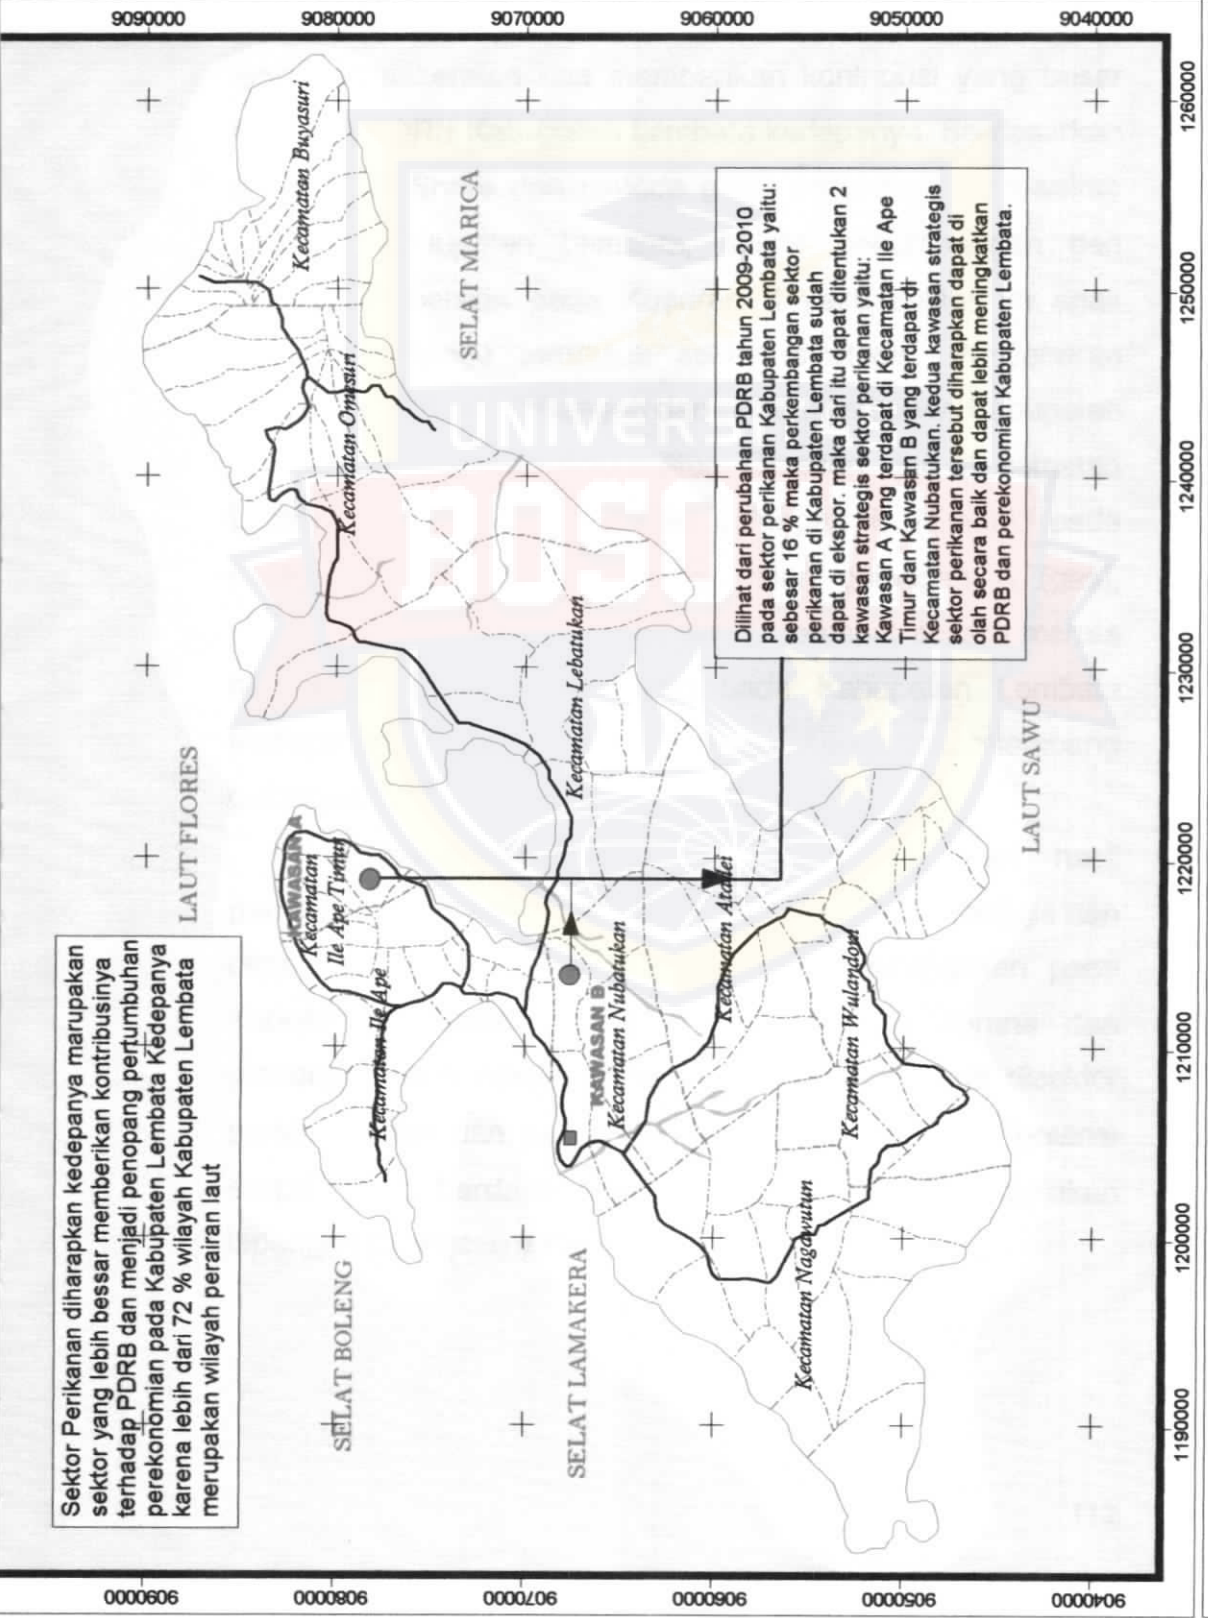 Sektor Perikanan diharapkan kedepanya marupakan
sektor yang lebih bessar memberikan kontribusinya
terhadap PDRB dan menjadi penopang pertumbuhan
perekonomian pada Kabupaten Lembata Kedepanya
karena lebih dari 72 % wilayah Kabupaten Lembata
merupakan wilayah perairan laut
LAUT FLORES
SELAT BOLENG
SELAT LAMAKERA
SELAT MARICA
LAUT SAWU
KAWASAN A
Kecamatan
Ile Ape Timur
Kecamatan Ile Ape
KAWASAN B
Kecamatan Nubatukan
Kecamatan Lebatukan
Kecamatan Omesuri
Kecamatan Buyasuri
Kecamatan Atadei
Kecamatan Wulandoni
Kecamatan Nagawutun
Dilihat dari perubahan PDRB tahun 2009-2010
pada sektor perikanan Kabupaten Lembata yaitu:
sebesar 16 % maka perkembangan sektor
perikanan di Kabupaten Lembata sudah
dapat di ekspor. maka dari itu dapat ditentukan 2
kawasan strategis sektor perikanan yaitu:
Kawasan A yang terdapat di Kecamatan Ile Ape
Timur dan Kawasan B yang terdapat di
Kecamatan Nubatukan. kedua kawasan strategis
sektor perikanan tersebut diharapkan dapat di
olah secara baik dan dapat lebih meningkatkan
PDRB dan perekonomian Kabupaten Lembat.
1190000
1200000
1210000
1220000
1230000
1240000
1250000
1260000
9090000
9080000
9070000
9060000
9050000
9040000
9090000
9080000
9070000
9060000
9050000
9040000